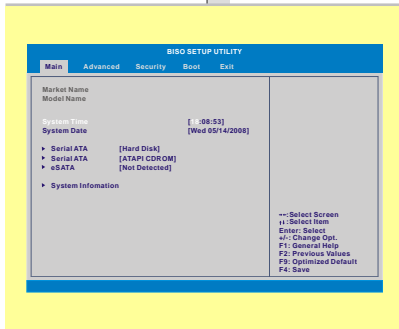 BISO SETUP UTILITY
Main Advanced Security Boot Exit
Market Name
Model Name
System Time [ :08:53]
System Date [Wed 05/14/2008]
Serial ATA [Hard Disk]
Serial ATA [ATAPI CDROM]
eSATA [Not Detected]
System Infomation
↔:Select Screen
↑↓:Select Item
Enter: Select
+/-: Change Opt.
F1: General Help
F2: Previous Values
F9: Optimized Default
F4: Save